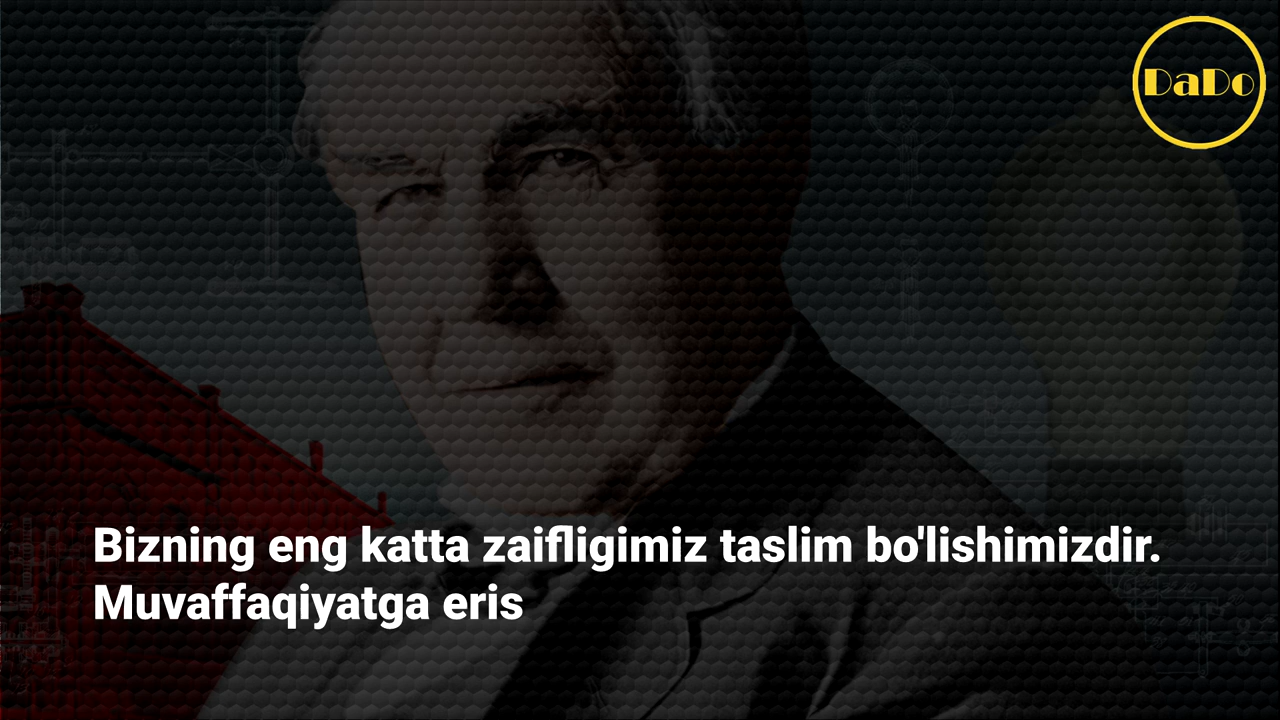 DaDo
Bizning eng katta zaifligimiz taslim bo'lishimizdir.
Muvaffaqiyatga eris